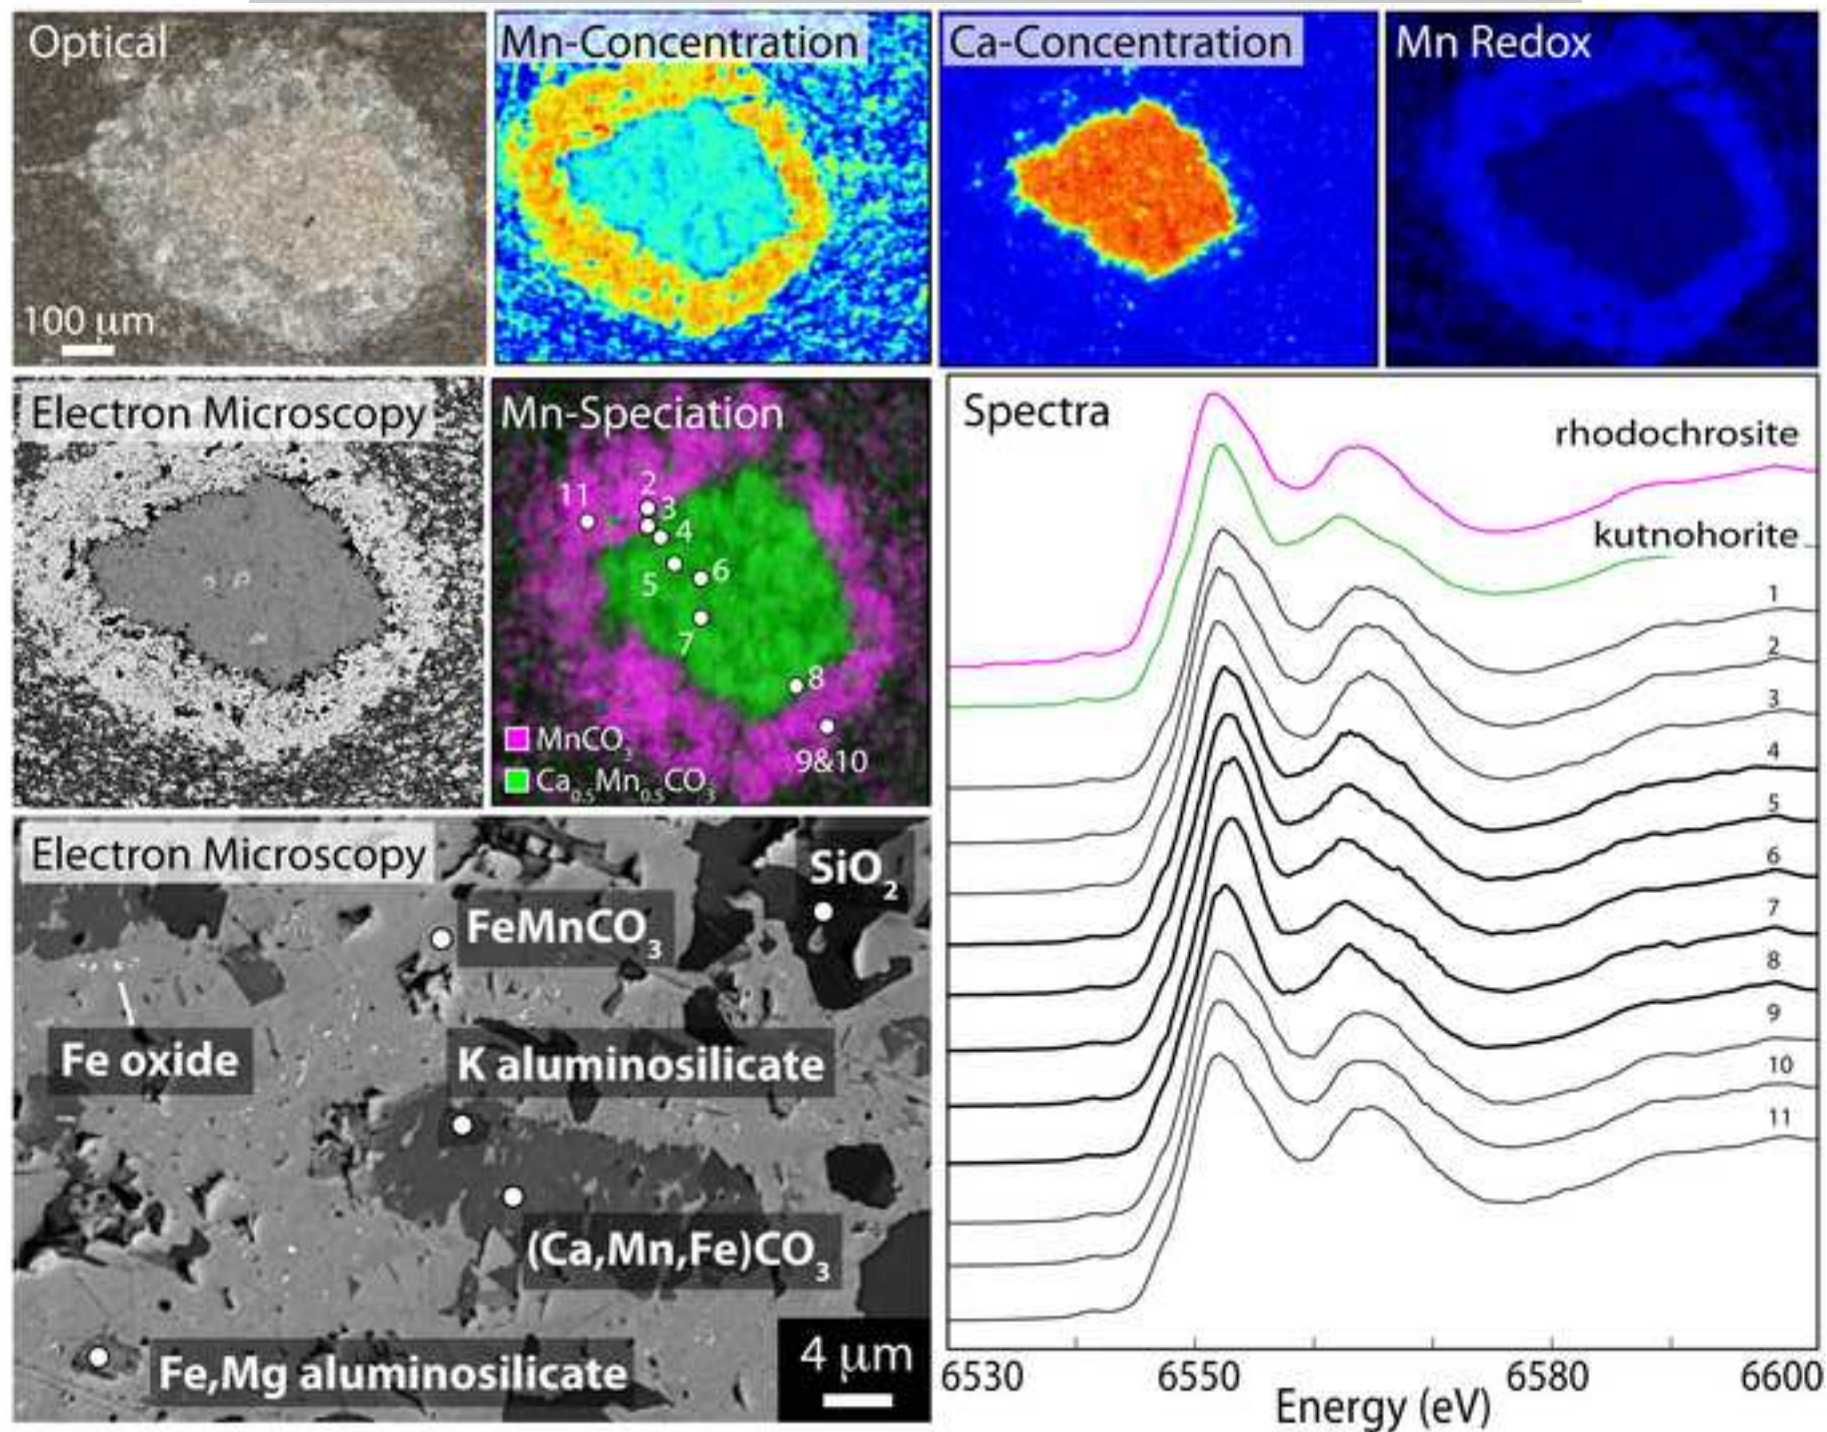 Optical
100 μm
Mn-Concentration
Ca-Concentration
Mn Redox
Electron Microscopy
Mn-Speciation
11
2
3
4
5
6
7
8
9&10
MnCO₃
Ca₀.₅Mn₀.₅CO₃
Spectra
rhodochrosite
kutnohorite
1
2
3
4
5
6
7
8
9
10
11
6530
6550
6580
6600
Energy (eV)
Electron Microscopy
SiO₂
FeMnCO₃
Fe oxide
K aluminosilicate
(Ca,Mn,Fe)CO₃
Fe,Mg aluminosilicate
4 μm